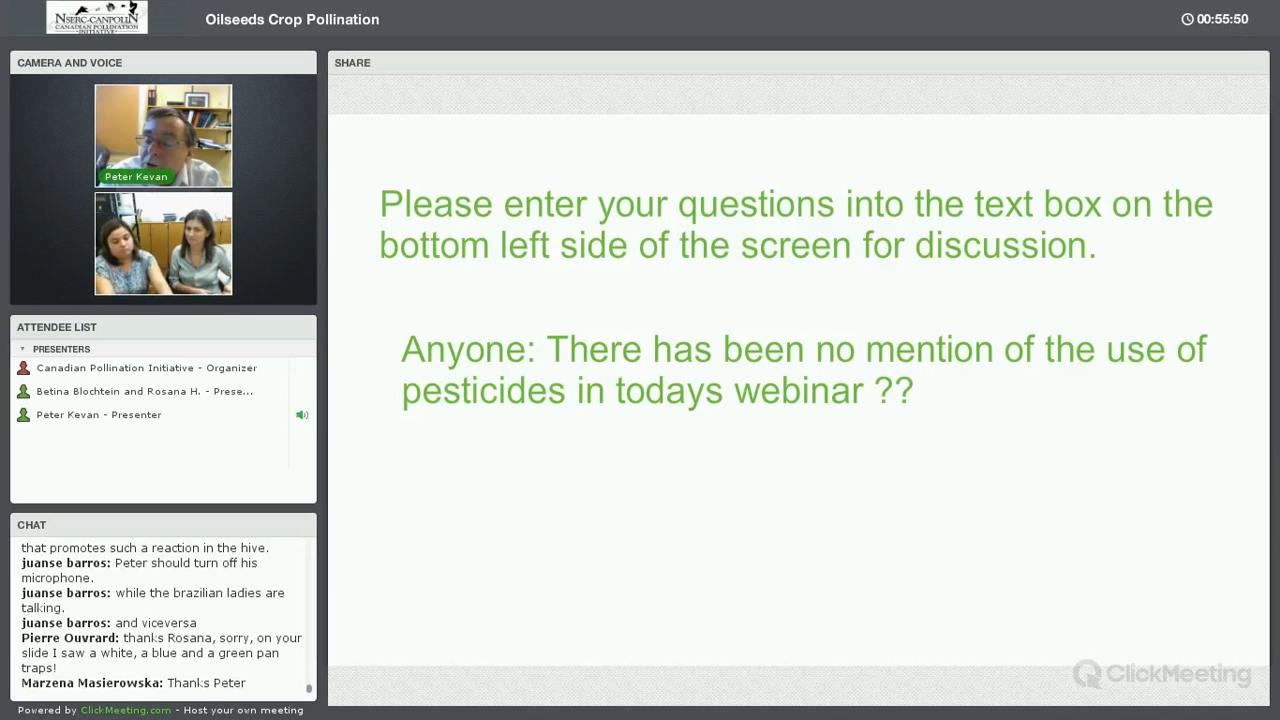 NSERC-CANPOLIN
CANADIAN POLLINATION
INITIATIVE
Oilseeds Crop Pollination
00:55:50
CAMERA AND VOICE
Peter Kevan
ATTENDEE LIST
PRESENTERS
Canadian Pollination Initiative - Organizer
Betina Blochtein and Rosana H. - Prese...
Peter Kevan - Presenter
CHAT
that promotes such a reaction in the hive.
juanse barros: Peter should turn off his
microphone.
juanse barros: while the brazilian ladies are
talking.
juanse barros: and viceversa
Pierre Ouvrard: thanks Rosana, sorry, on your
slide I saw a white, a blue and a green pan
traps!
Marzena Masierowska: Thanks Peter
Powered by ClickMeeting.com - Host your own meeting
SHARE
Please enter your questions into the text box on the
bottom left side of the screen for discussion.
Anyone: There has been no mention of the use of
pesticides in todays webinar ??
ClickMeeting